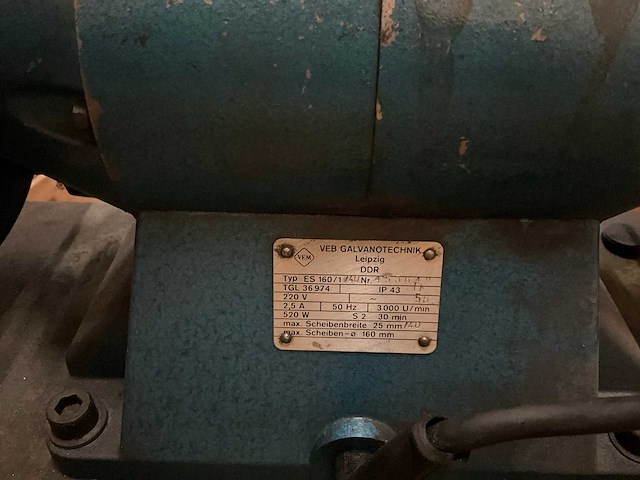 VEM
VEB GALVANOTECHNIK
Leipzig
DDR
Typ ES 160/1 Nr
TGL 36974 IP 43
220 V ~
2,5 A 50 Hz 3000 U/min
520 W S 2 30 min
max. Scheibenbreite 25 mm
max. Scheiben-ø 160 mm